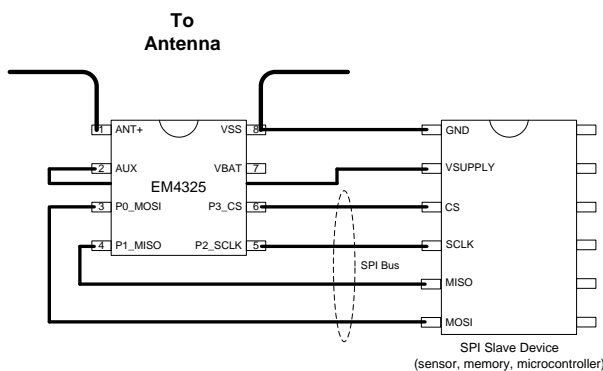 To
Antenna
1 ANT+ VSS 8
2 AUX VBAT 7
EM4325
3 P0_MOSI P3_CS 6
4 P1_MISO P2_SCLK 5
SPI Bus
GND
VSUPPLY
CS
SCLK
MISO
MOSI
SPI Slave Device
(sensor, memory, microcontroller)